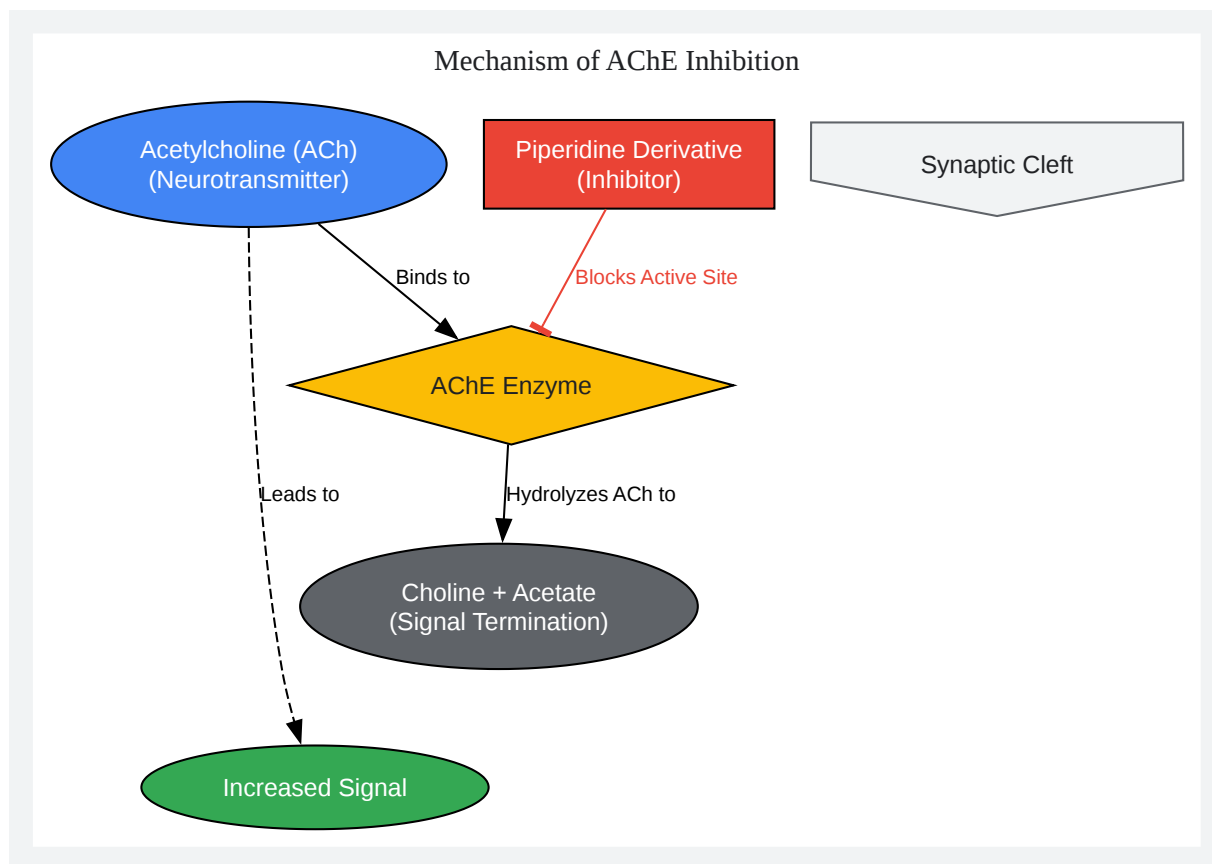 Mechanism of AChE Inhibition
Acetylcholine (ACh)
(Neurotransmitter)
Piperidine Derivative
(Inhibitor)
Synaptic Cleft
Binds to
Blocks Active Site
AChE Enzyme
Leads to
Hydrolyzes ACh to
Choline + Acetate
(Signal Termination)
Increased Signal